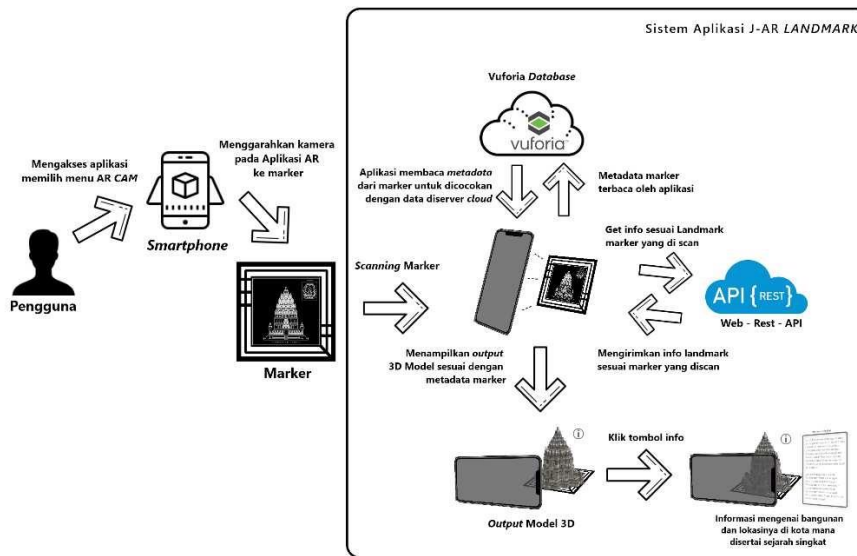 Sistem Aplikasi J-AR LANDMARK
Vuforia Database
vuforia
Mengakses aplikasi
memilih menu AR CAM
Menggarahkan kamera
pada Aplikasi AR
ke marker
Smartphone
Pengguna
Marker
Aplikasi membaca metadata
dari marker untuk dicocokan
dengan data diserver cloud
Metadata marker
terbaca oleh aplikasi
Scanning Marker
Get info sesuai Landmark
marker yang di scan
API {REST}
Web - Rest - API
Menampilkan output
3D Model sesuai dengan
metadata marker
Mengirimkan info landmark
sesuai marker yang discan
Klik tombol info
Output Model 3D
Informasi mengenai bangunan
dan lokasinya di kota mana
disertai sejarah singkat